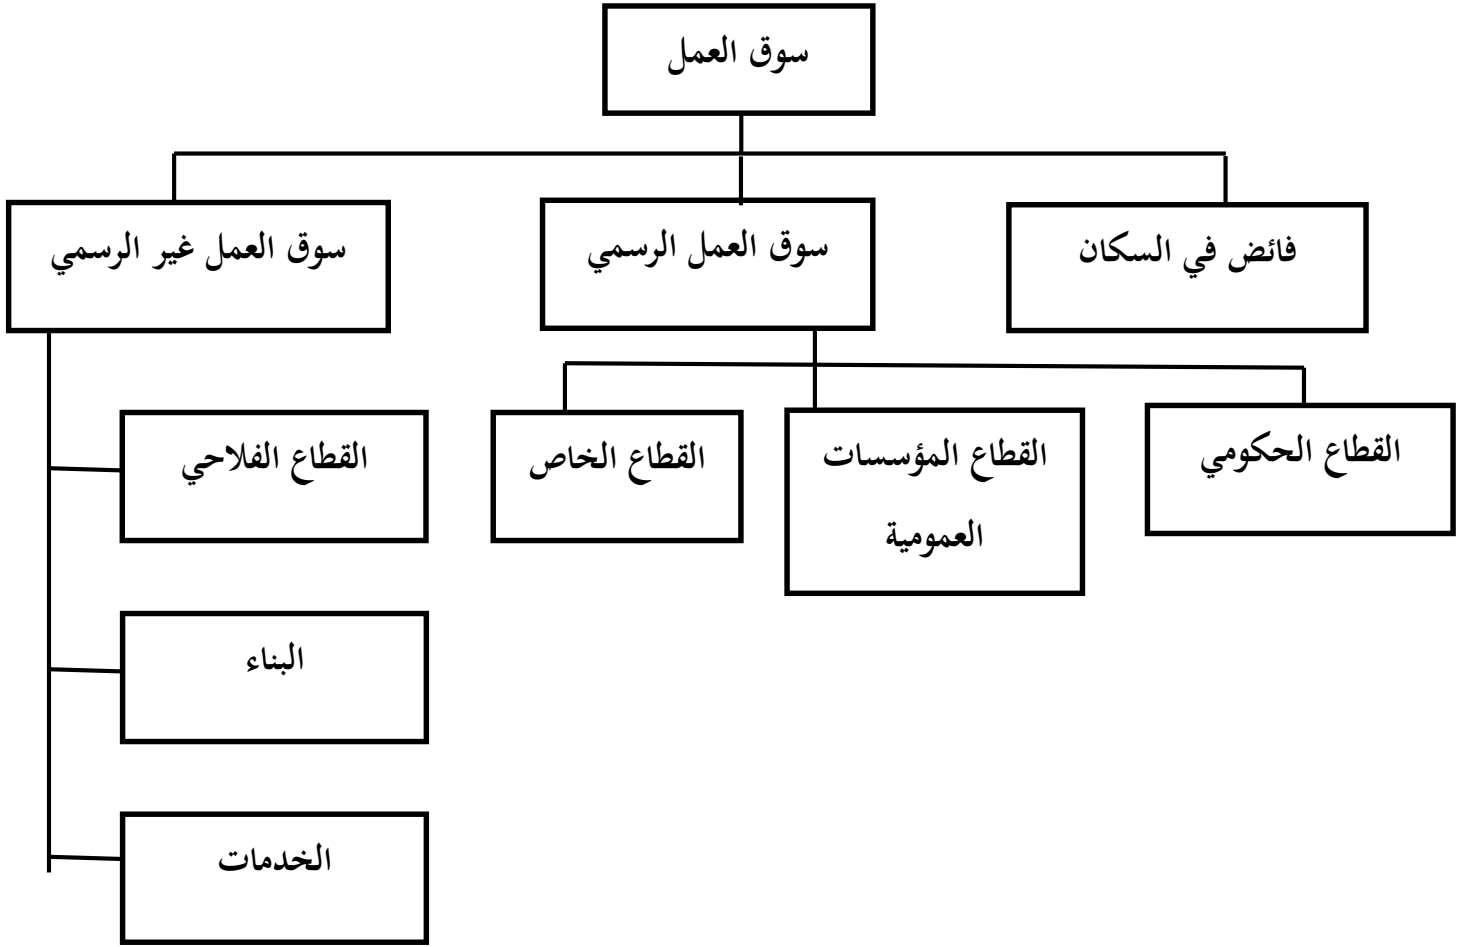 سوق العمل
فائض في السكان
سوق العمل الرسمي
سوق العمل غير الرسمي
القطاع الحكومي
القطاع المؤسسات
العمومية
القطاع الخاص
القطاع الفلاحي
البناء
الخدمات